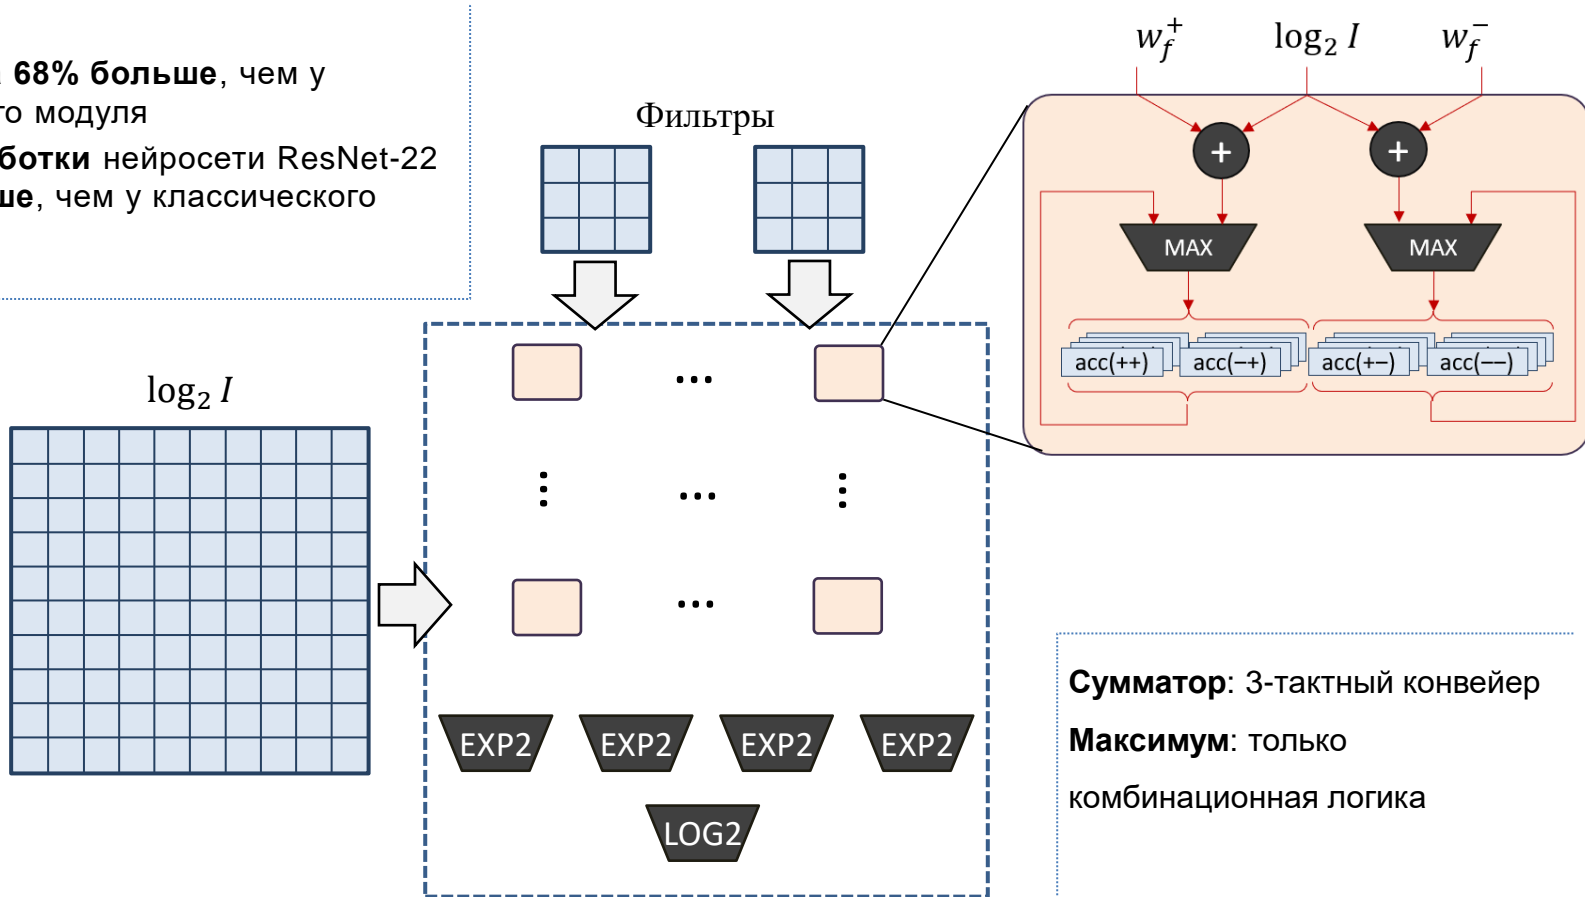 68% больше, чем у
го модуля
ботки нейросети ResNet-22
ше, чем у классического
Фильтры
log₂ I
EXP2 EXP2 EXP2 EXP2
LOG2
w_f^+ log₂ I w_f^-
+ +
MAX MAX
acc(++) acc(−+) acc(+−) acc(−−)
Сумматор: 3-тактный конвейер
Максимум: только
комбинационная логика